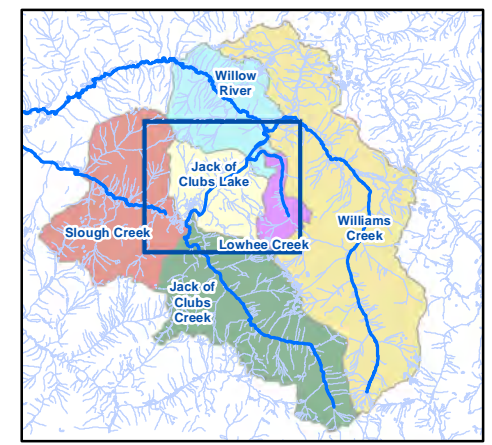 Willow
River
Jack of
Clubs Lake
Williams
Creek
Slough Creek
Lowhee Creek
Jack of
Clubs
Creek